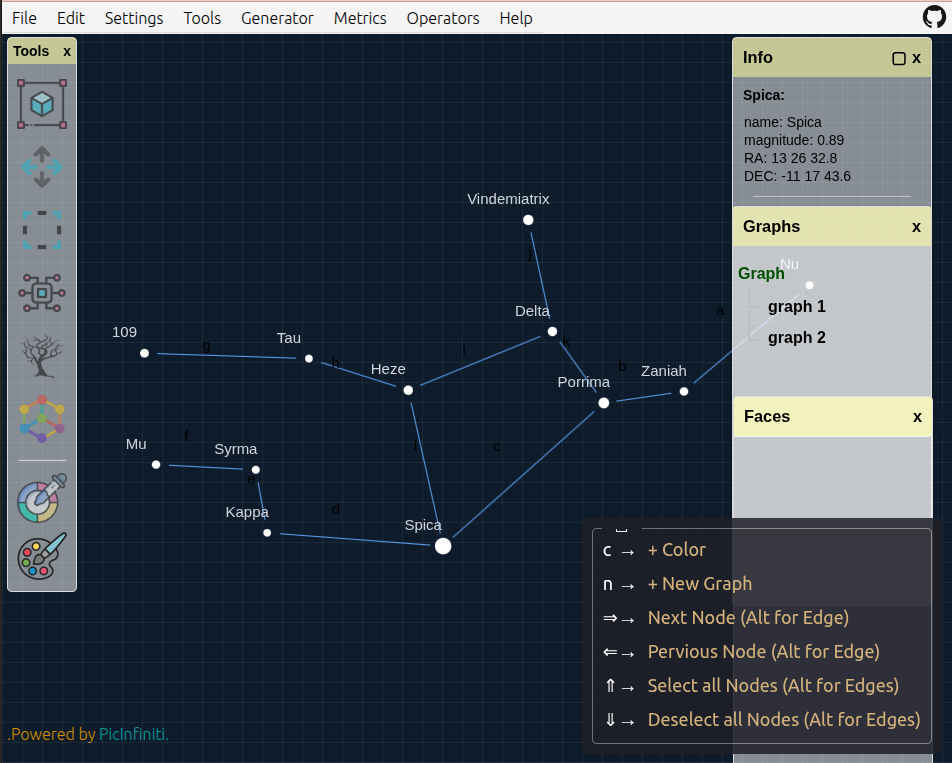 File Edit Settings Tools Generator Metrics Operators Help
Tools x
Info x
Spica:
name: Spica
magnitude: 0.89
RA: 13 26 32.8
DEC: -11 17 43.6
Graphs x
Graph
graph 1
graph 2
Faces x
Vindemiatrix
j
Nu
a
Delta
k
109
g
Tau
h
i
Heze
Porrima
b
Zaniah
Mu
f
Syrma
e
l
c
Kappa
d
Spica
c → + Color
n → + New Graph
⇒→ Next Node (Alt for Edge)
⇐→ Pervious Node (Alt for Edge)
⇑→ Select all Nodes (Alt for Edges)
⇓→ Deselect all Nodes (Alt for Edges)
.Powered by PicInfiniti.